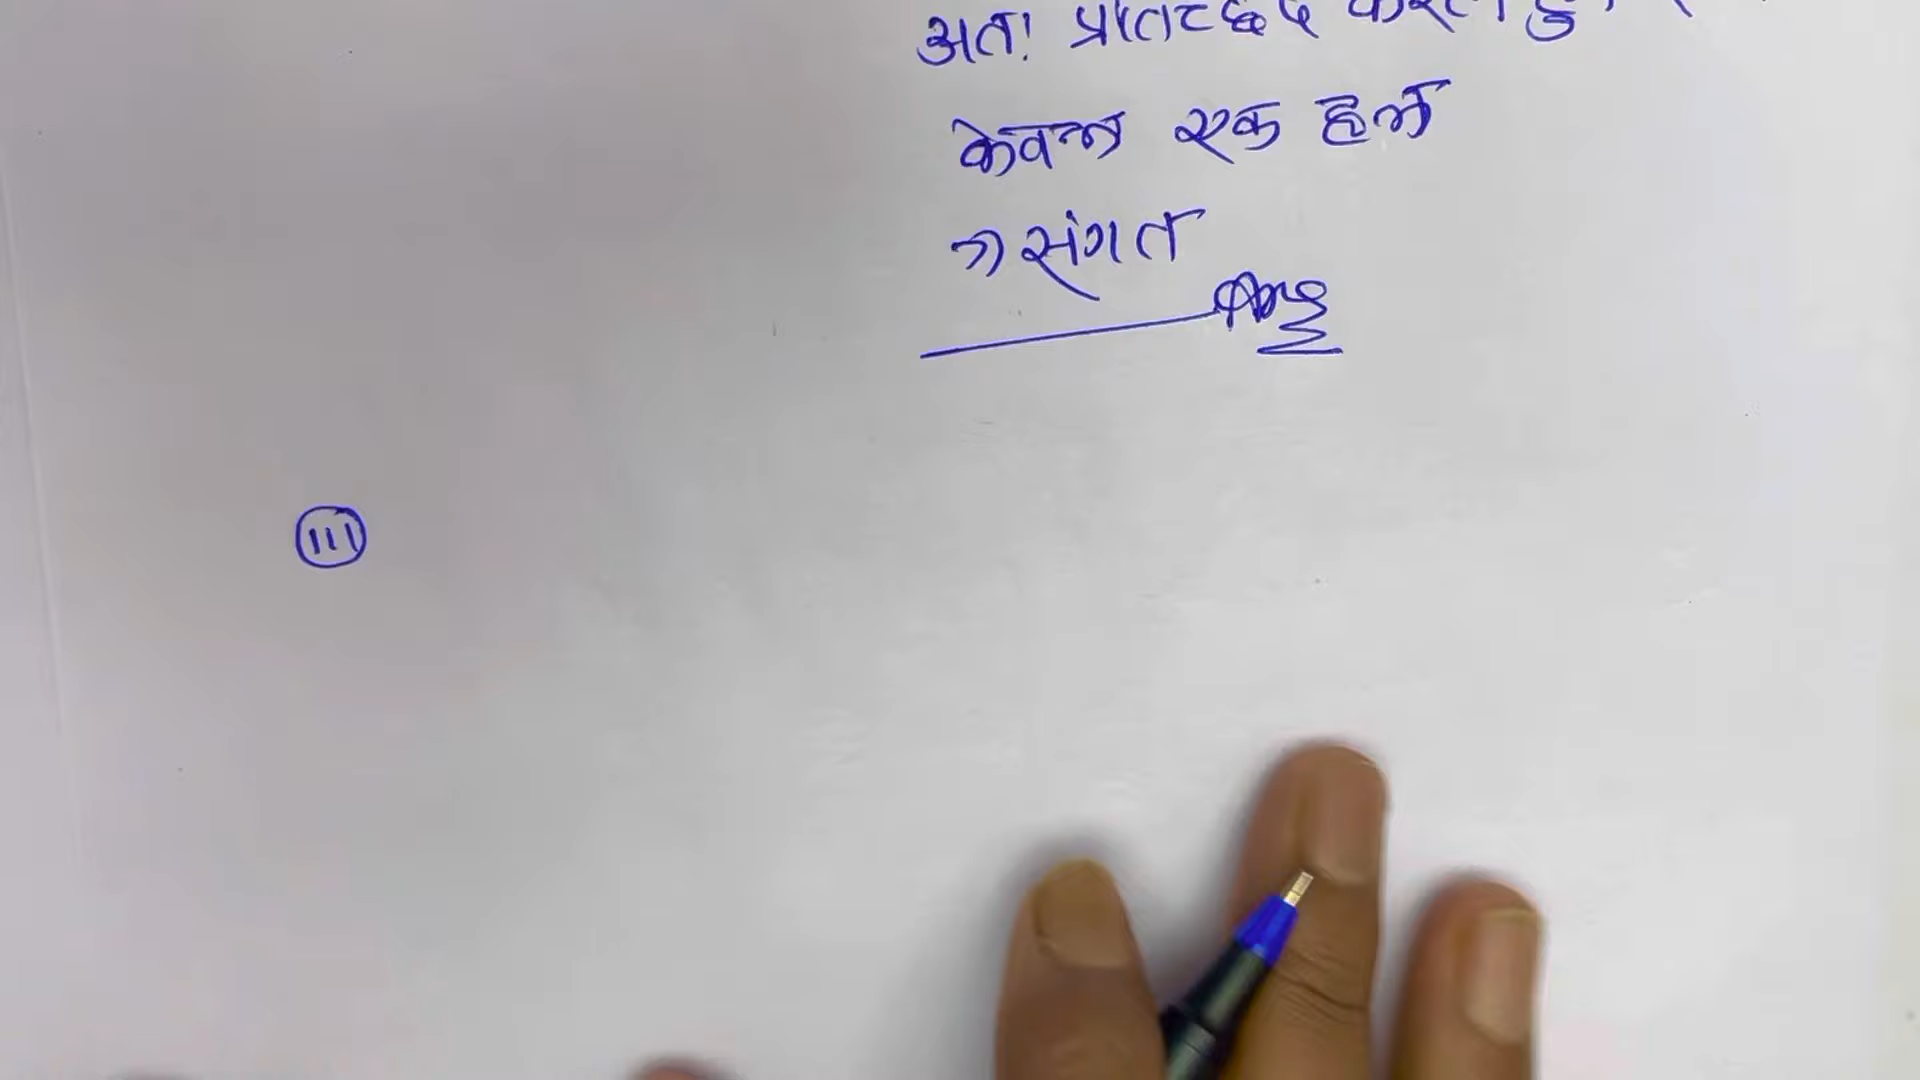 अत: प्रतिच्छेद करती हुई
केवल एक हल
→ संगत
Ans
(iii)